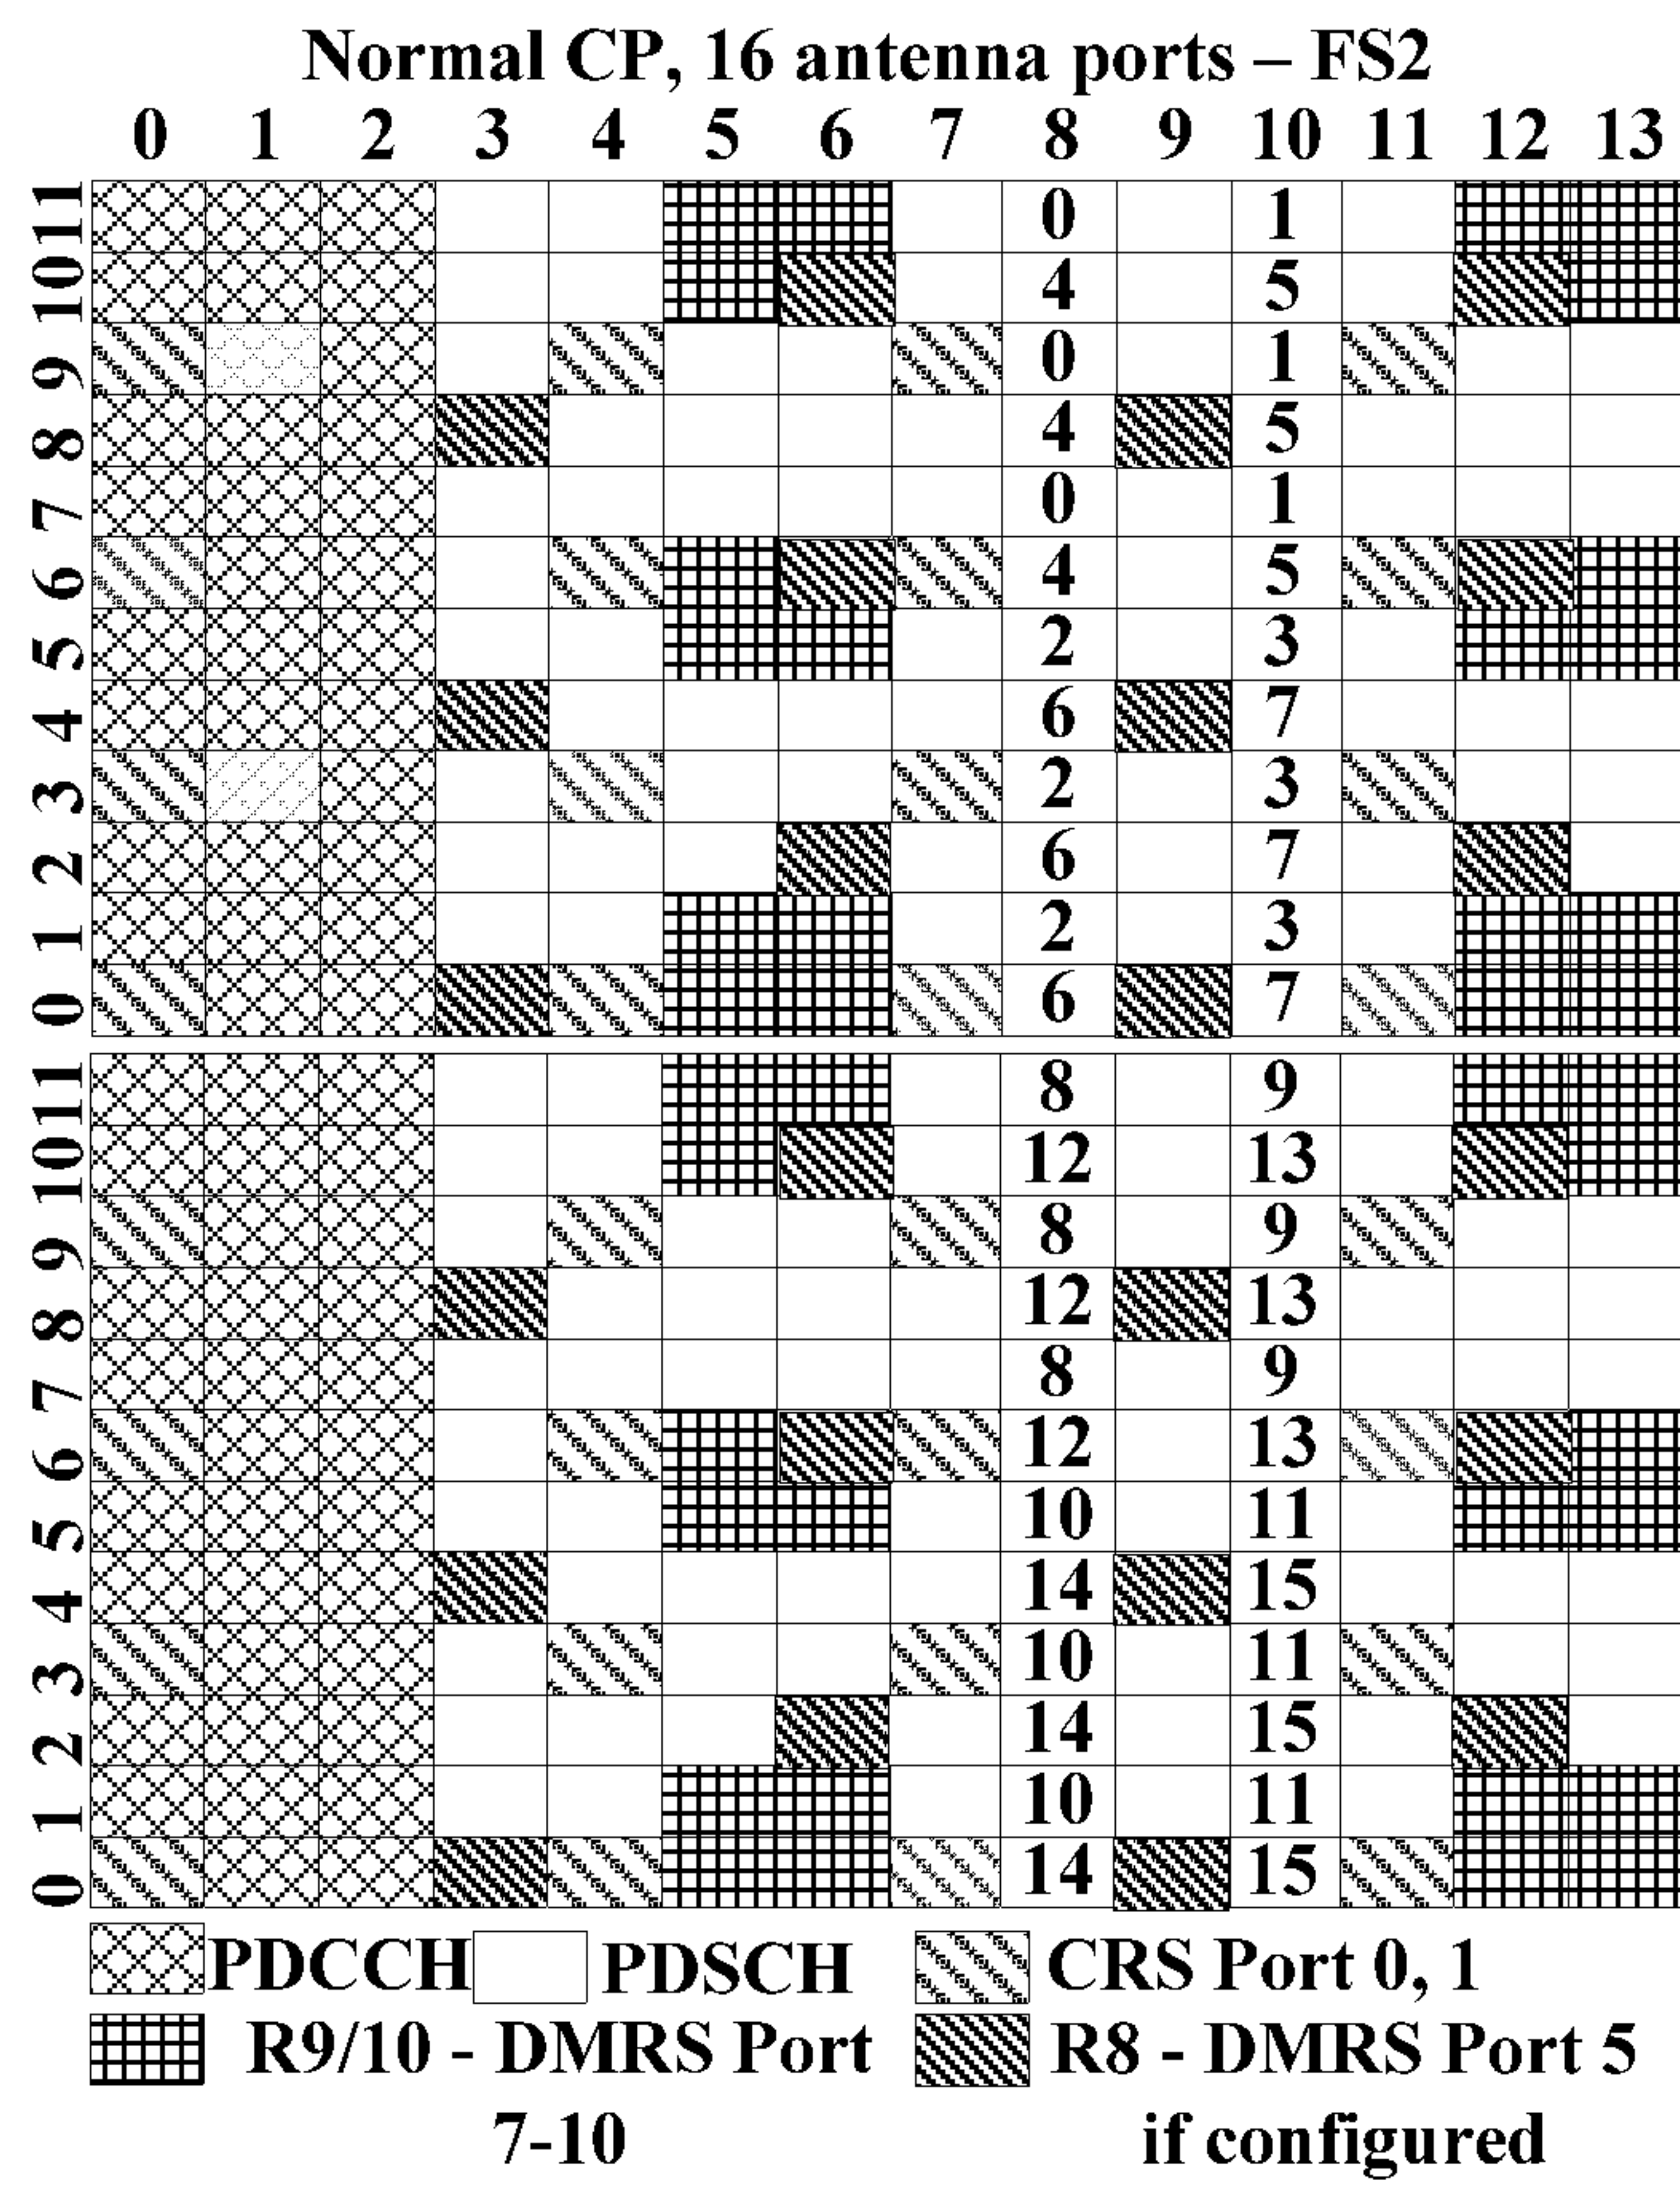 Normal CP, 16 antenna ports – FS2
0 1 2 3 4 5 6 7 8 9 10 11 12 13
11 0 1
10 4 5
9 0 1
8 4 5
7 0 1
6 4 5
5 2 3
4 6 7
3 2 3
2 6 7
1 2 3
0 6 7
11 8 9
10 12 13
9 8 9
8 12 13
7 8 9
6 12 13
5 10 11
4 14 15
3 10 11
2 14 15
1 10 11
0 14 15
PDCCH PDSCH CRS Port 0, 1
R9/10 - DMRS Port R8 - DMRS Port 5
7-10 if configured